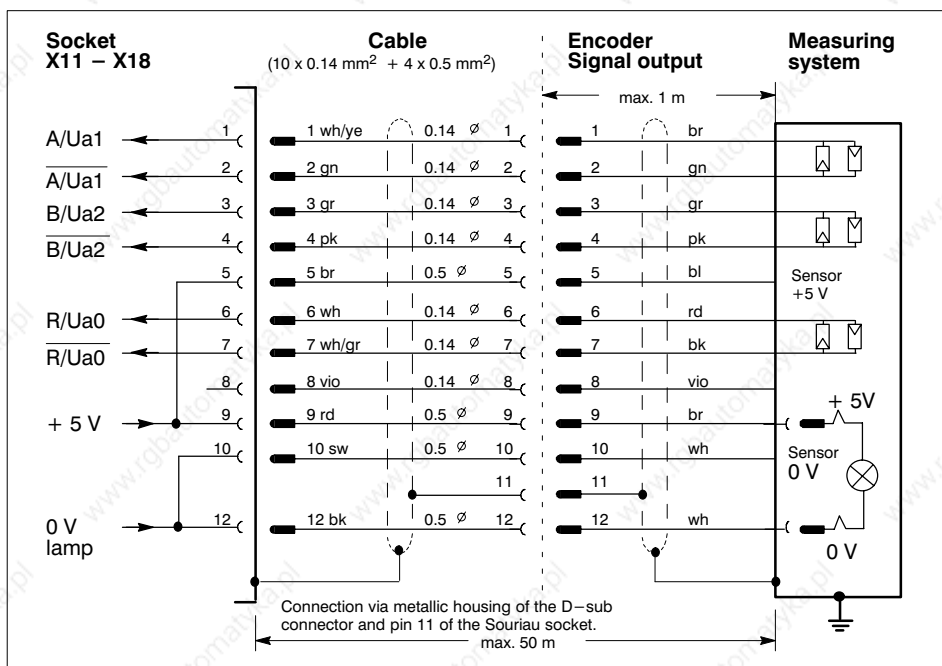 Socket Cable Encoder Measuring
X11 – X18 (10 x 0.14 mm² + 4 x 0.5 mm²) Signal output system
max. 1 m
A/Ua1 1 1 wh/ye 0.14 ⌀ 1 1 br
A/Ua1 2 2 gn 0.14 ⌀ 2 2 gn
B/Ua2 3 3 gr 0.14 ⌀ 3 3 gr
B/Ua2 4 4 pk 0.14 ⌀ 4 4 pk
5 5 br 0.5 ⌀ 5 5 bl Sensor
+5 V
R/Ua0 6 6 wh 0.14 ⌀ 6 6 rd
R/Ua0 7 7 wh/gr 0.14 ⌀ 7 7 bk
8 8 vio 0.14 ⌀ 8 8 vio
+ 5 V 9 9 rd 0.5 ⌀ 9 9 br + 5V
10 10 sw 0.5 ⌀ 10 10 wh Sensor
0 V
11 11
0 V 12 12 bk 0.5 ⌀ 12 12 wh
lamp 0 V
Connection via metallic housing of the D–sub
connector and pin 11 of the Souriau socket.
max. 50 m
www.rgbautomatyka.pl